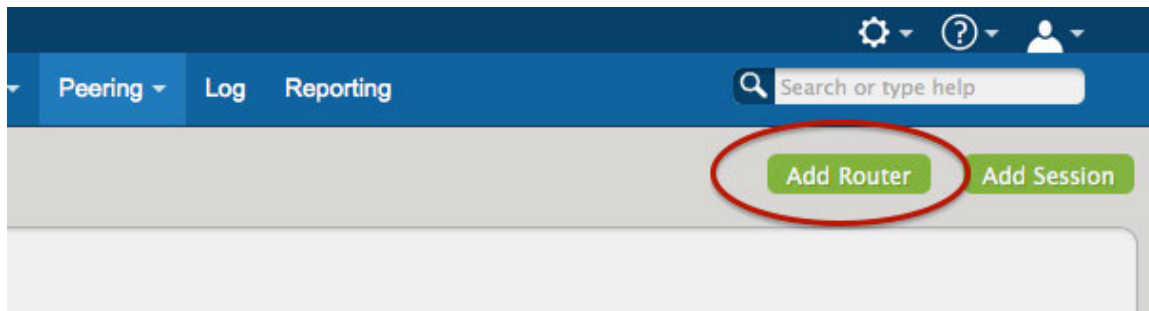 Peering Log Reporting Search or type help
Add Router Add Session